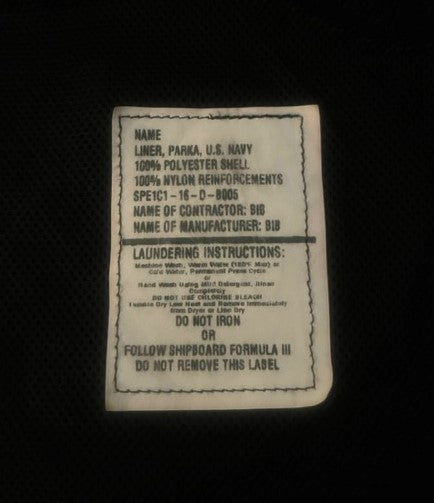 NAME
LINER, PARKA, U.S. NAVY
100% POLYESTER SHELL
100% NYLON REINFORCEMENTS
SPE1C1-16-D-B005
NAME OF CONTRACTOR: BIB
NAME OF MANUFACTURER: BIB
LAUNDERING INSTRUCTIONS:
Machine Wash, Warm Water (100% Max) or
Cold Water, Permanent Press Cycle
or
Hand Wash Using Mild Detergent, Rinse
Completely
DO NOT USE CHLORINE BLEACH
Tumble Dry Low Heat and Remove Immediately
from Dryer or Line Dry
DO NOT IRON
OR
FOLLOW SHIPBOARD FORMULA III
DO NOT REMOVE THIS LABEL